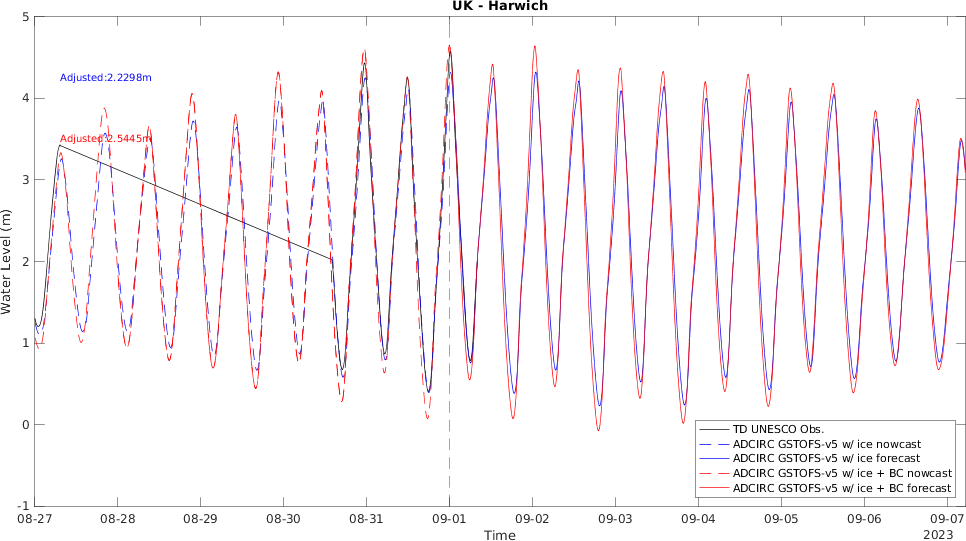 UK - Harwich
5
4
3
2
1
0
-1
Water Level (m)
Adjusted:2.2298m
Adjusted:2.5445m
TD UNESCO Obs.
ADCIRC GSTOFS-v5 w/ ice nowcast
ADCIRC GSTOFS-v5 w/ ice forecast
ADCIRC GSTOFS-v5 w/ ice + BC nowcast
ADCIRC GSTOFS-v5 w/ ice + BC forecast
08-27 08-28 08-29 08-30 08-31 09-01 09-02 09-03 09-04 09-05 09-06 09-07
Time
2023